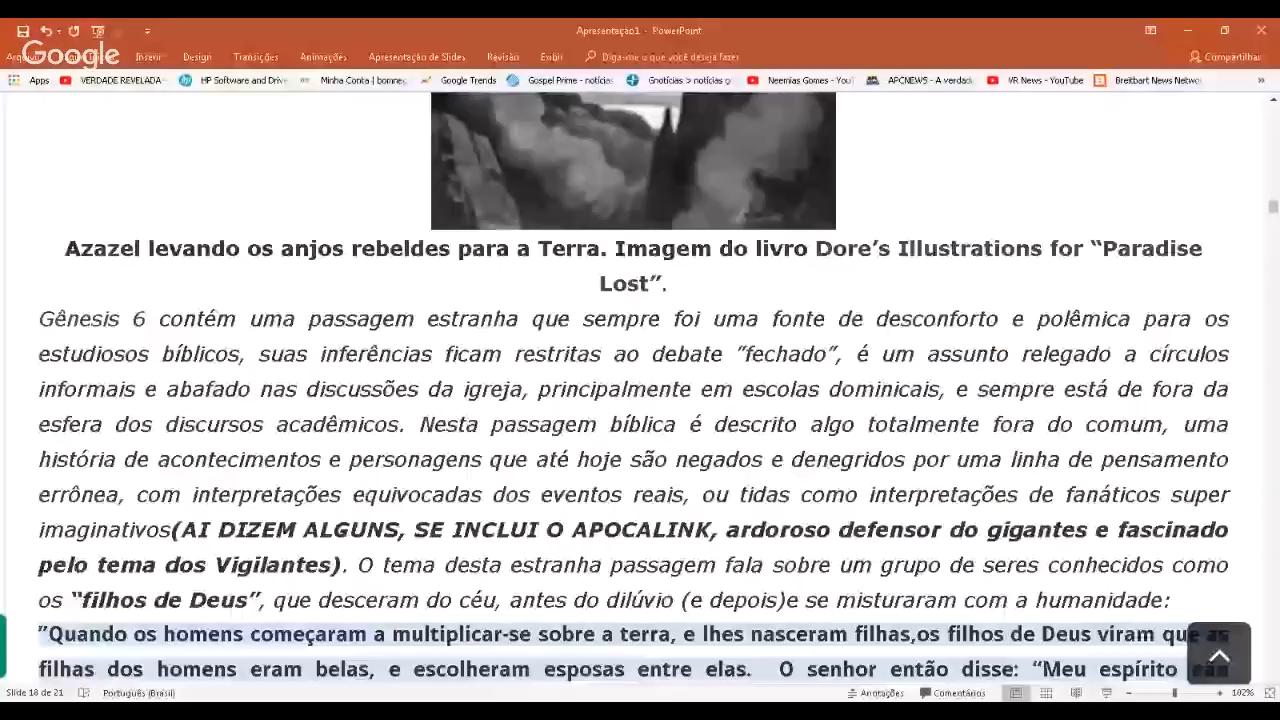 Apresentação1 - PowerPoint
Google
Inserir Design Transições Animações Apresentação de Slides Revisão Exibir Diga-me o que você deseja fazer Compartilhar
Apps VERDADE REVELADA HP Software and Drive Minha Conta | bomneg Google Trends Gospel Prime - notícias Gnotícias > notícias g Neemias Gomes - YouT APCNEWS - A verdade VR News - YouTube Breitbart News Netwo »
Azazel levando os anjos rebeldes para a Terra. Imagem do livro Dore’s Illustrations for “Paradise
Lost”.
Gênesis 6 contém uma passagem estranha que sempre foi uma fonte de desconforto e polêmica para os
estudiosos bíblicos, suas inferências ficam restritas ao debate ”fechado”, é um assunto relegado a círculos
informais e abafado nas discussões da igreja, principalmente em escolas dominicais, e sempre está de fora da
esfera dos discursos acadêmicos. Nesta passagem bíblica é descrito algo totalmente fora do comum, uma
história de acontecimentos e personagens que até hoje são negados e denegridos por uma linha de pensamento
errônea, com interpretações equivocadas dos eventos reais, ou tidas como interpretações de fanáticos super
imaginativos(AI DIZEM ALGUNS, SE INCLUI O APOCALINK, ardoroso defensor do gigantes e fascinado
pelo tema dos Vigilantes). O tema desta estranha passagem fala sobre um grupo de seres conhecidos como
os “filhos de Deus”, que desceram do céu, antes do dilúvio (e depois)e se misturaram com a humanidade:
”Quando os homens começaram a multiplicar-se sobre a terra, e lhes nasceram filhas,os filhos de Deus viram que as
filhas dos homens eram belas, e escolheram esposas entre elas. O senhor então disse: “Meu espírito não
Slide 18 de 21 Português (Brasil) Anotações Comentários 102%